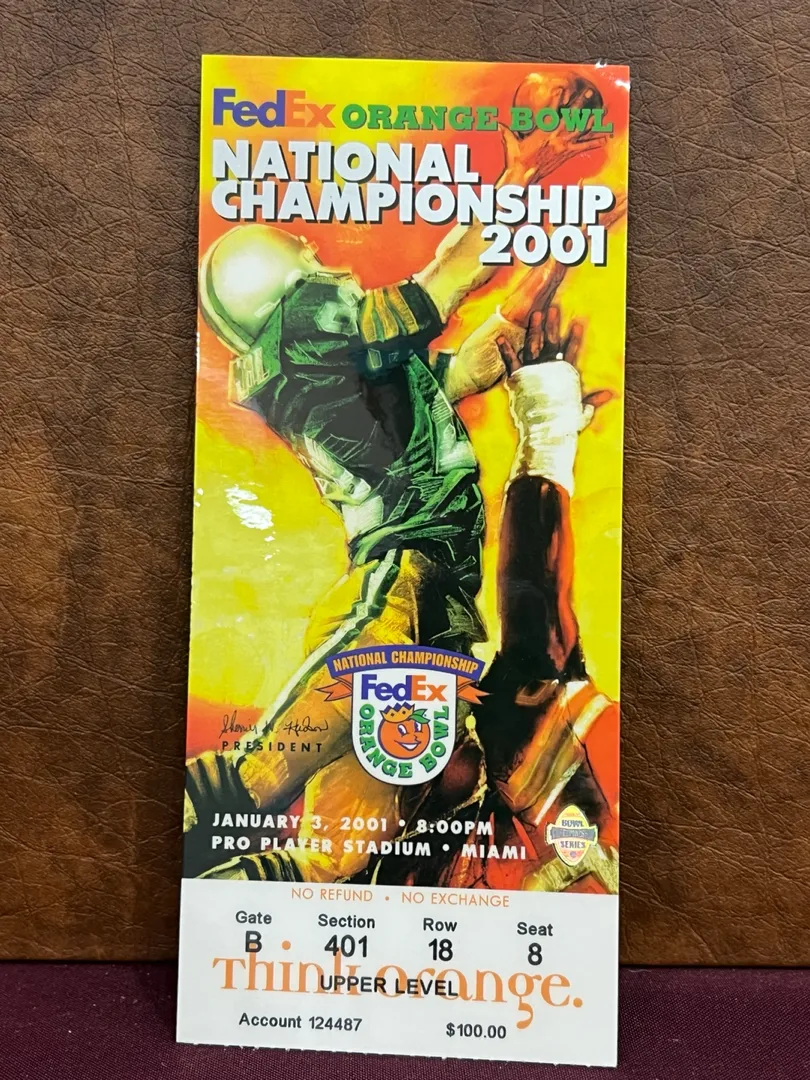 FedEx ORANGE BOWL
NATIONAL
CHAMPIONSHIP
2001
NATIONAL CHAMPIONSHIP
FedEx
ORANGE BOWL
PRESIDENT
JANUARY 3, 2001 • 8:00PM
PRO PLAYER STADIUM • MIAMI
BOWL
SERIES
NO REFUND • NO EXCHANGE
Gate Section Row Seat
B 401 18 8
Think orange.
UPPER LEVEL
Account 124487 $100.00